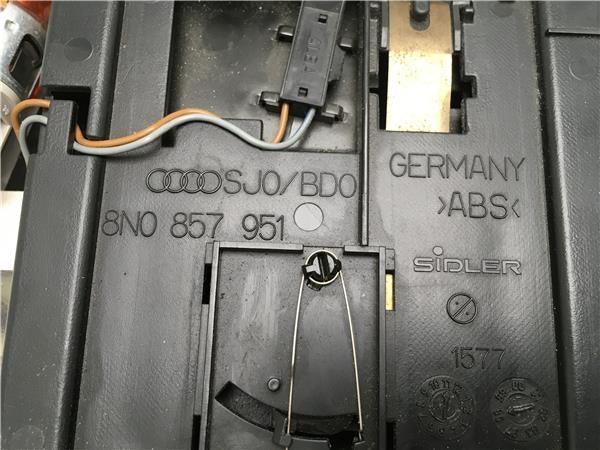 SJ0/BD0
8N0 857 951
GERMANY
>ABS<
SIDLER
1577